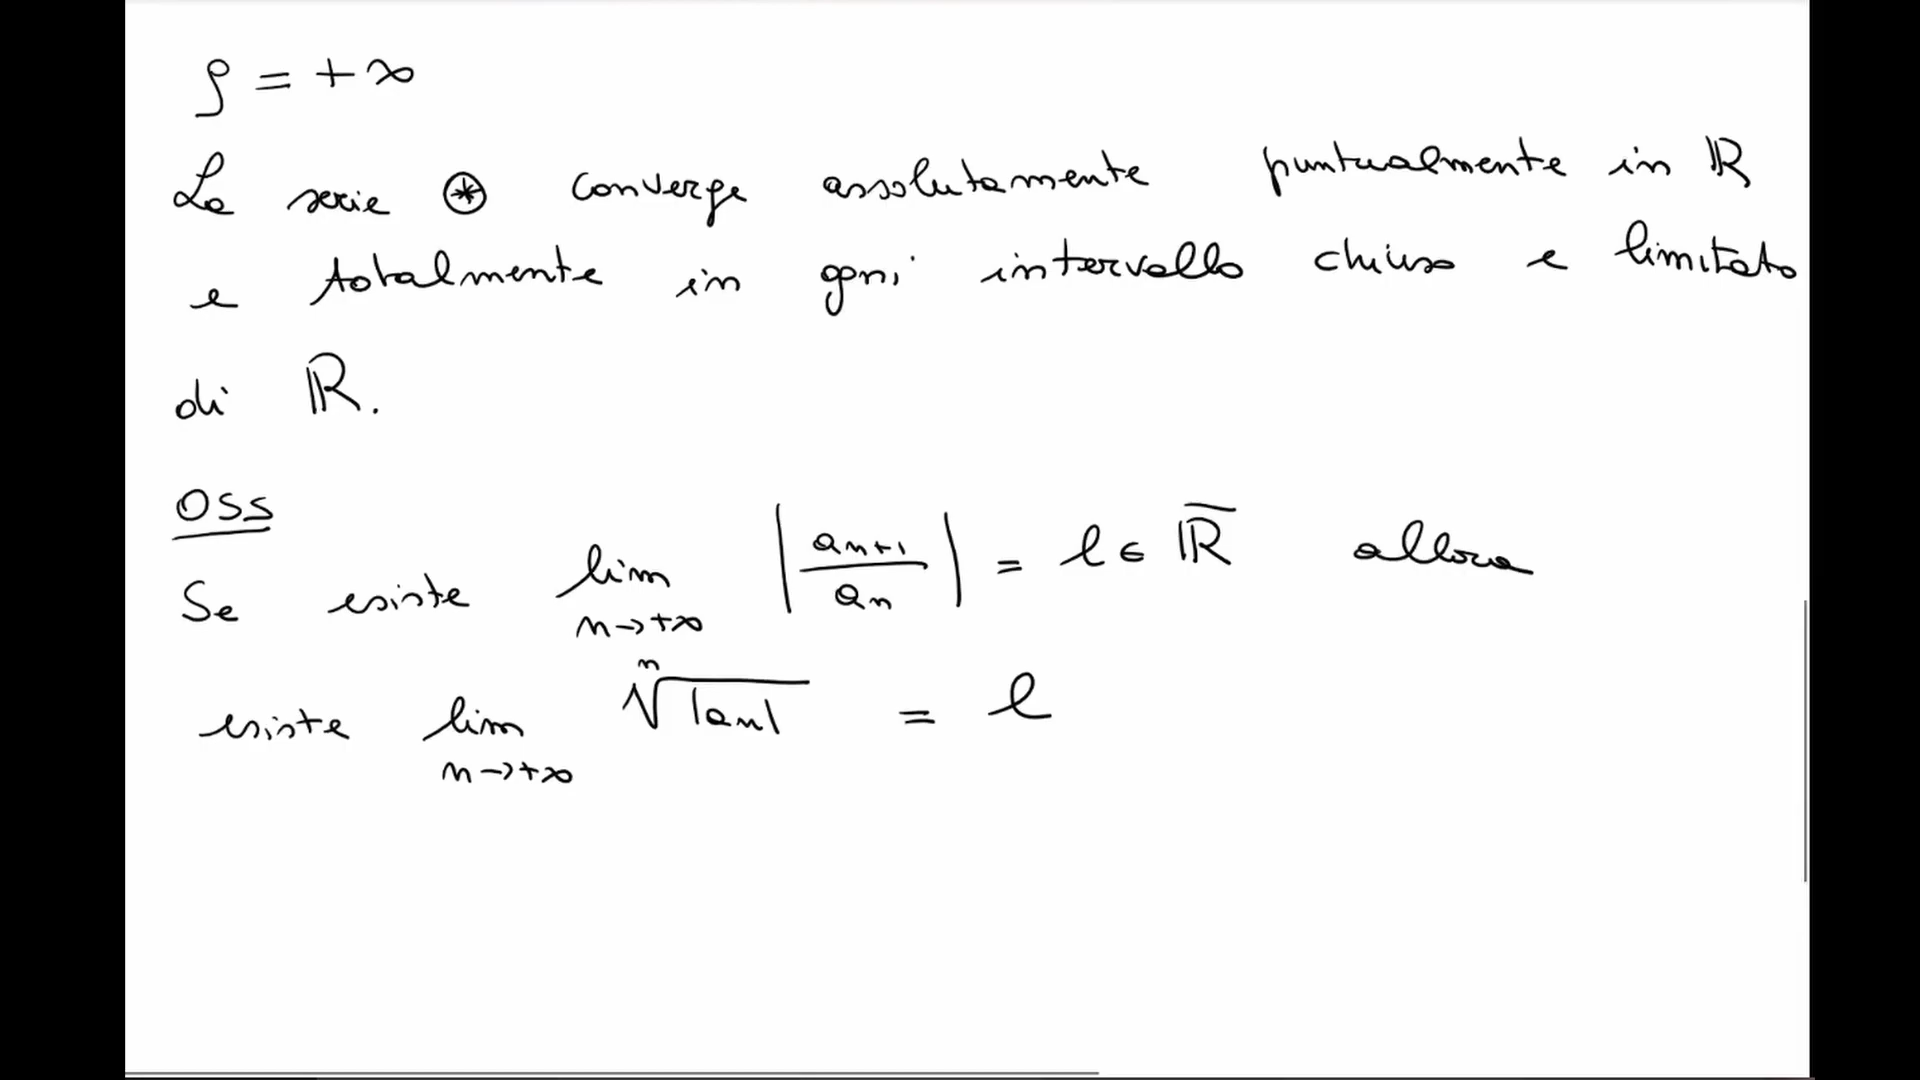 ρ = +∞
La serie ⊛ converge assolutamente puntualmente in ℝ
e totalmente in ogni intervallo chiuso e limitato
di ℝ.
OSS
Se esiste lim_{n→+∞} |a_{n+1}/a_n| = l ∈ ℝ̅ allora
esiste lim_{n→+∞} ⁿ√|a_n| = l